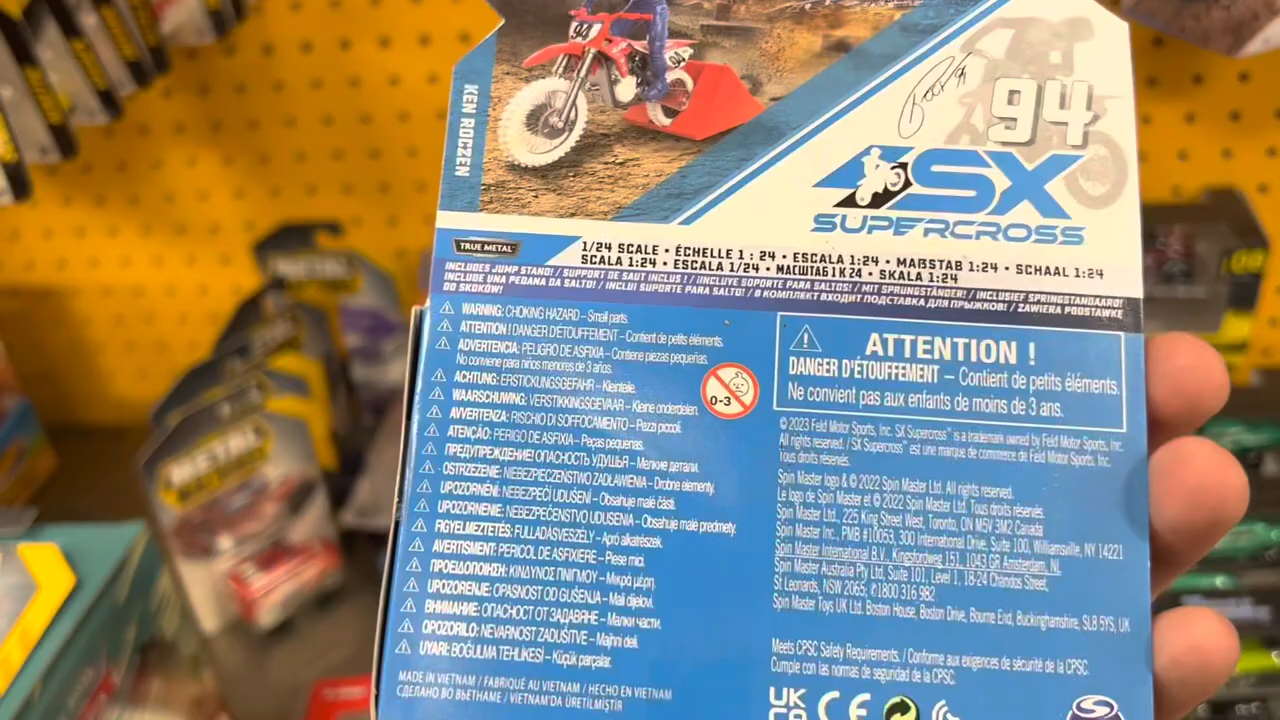 94
94
KEN ROCZEN
94
SX
SUPERCROSS
TRUE METAL
1/24 SCALE • ÉCHELLE 1 : 24 • ESCALA 1:24 • MAẞSTAB 1:24 • SCHAAL 1:24
SCALA 1:24 • ESCALA 1/24 • МАСШТАБ 1 К 24 • SKALA 1:24
INCLUDES JUMP STAND! / SUPPORT DE SAUT INCLUS ! / ¡INCLUYE SOPORTE PARA SALTOS! / MIT SPRUNGSTÄNDER! / INCLUSIEF SPRINGSTANDAARD!
INCLUDE UNA PEDANA DA SALTO! / INCLUI SUPORTE PARA SALTO! / В КОМПЛЕКТ ВХОДИТ ПОДСТАВКА ДЛЯ ПРЫЖКОВ! / ZAWIERA PODSTAWKĘ
DO SKOKÓW!
WARNING: CHOKING HAZARD – Small parts.
ATTENTION ! DANGER D'ÉTOUFFEMENT – Contient de petits éléments.
ADVERTENCIA: PELIGRO DE ASFIXIA – Contiene piezas pequeñas.
No conviene para niños menores de 3 años.
ACHTUNG: ERSTICKUNGSGEFAHR – Kleinteile.
WAARSCHUWING: VERSTIKKINGSGEVAAR – Kleine onderdelen.
AVVERTENZA: RISCHIO DI SOFFOCAMENTO – Pezzi piccoli.
ATENÇÃO: PERIGO DE ASFIXIA – Peças pequenas.
ПРЕДУПРЕЖДЕНИЕ! ОПАСНОСТЬ УДУШЬЯ – Мелкие детали.
OSTRZEŻENIE: NIEBEZPIECZEŃSTWO ZADŁAWIENIA – Drobne elementy.
UPOZORNĚNÍ: NEBEZPEČÍ UDUŠENÍ – Obsahuje malé části.
UPOZORNENIE: NEBEZPEČENSTVO UDUSENIA – Obsahuje malé predmety.
FIGYELMEZTETÉS: FULLADÁSVESZÉLY – Apró alkatrészek.
AVERTISMENT: PERICOL DE ASFIXIERE – Piese mici.
ΠΡΟΕΙΔΟΠΟΙΗΣΗ: ΚΙΝΔΥΝΟΣ ΠΝΙΓΜΟΥ – Μικρά μέρη.
UPOZORENJE: OPASNOST OD GUŠENJA – Mali dijelovi.
ВНИМАНИЕ: ОПАСНОСТ ОТ ЗАДАВЯНЕ – Малки части.
OPOZORILO: NEVARNOST ZADUŠITVE – Majhni deli.
UYARI: BOĞULMA TEHLİKESİ – Küçük parçalar.
0-3
MADE IN VIETNAM / FABRIQUÉ AU VIETNAM / HECHO EN VIETNAM
СДЕЛАНО ВО ВЬЕТНАМЕ / VIETNAM'DA ÜRETİLMİŞTİR
ATTENTION !
DANGER D'ÉTOUFFEMENT – Contient de petits éléments.
Ne convient pas aux enfants de moins de 3 ans.
© 2023 Feld Motor Sports, Inc. SX Supercross™ is a trademark owned by Feld Motor Sports, Inc.
All rights reserved. / SX Supercross™ est une marque de commerce de Feld Motor Sports, Inc.
Tous droits réservés.
Spin Master logo & © 2022 Spin Master Ltd. All rights reserved.
Le logo de Spin Master et © 2022 Spin Master Ltd. Tous droits réservés.
Spin Master Ltd., 225 King Street West, Toronto, ON M5V 3M2 Canada
Spin Master Inc., PMB #10053, 300 International Drive, Suite 100, Williamsville, NY 14221
Spin Master International B.V., Kingsfordweg 151, 1043 GR Amsterdam, NL
Spin Master Australia Pty Ltd, Suite 101, Level 1, 18-24 Chandos Street,
St Leonards, NSW 2065; 1800 316 982
Spin Master Toys UK Ltd. Boston House, Boston Drive, Bourne End, Buckinghamshire, SL8 5YS, UK
Meets CPSC Safety Requirements. / Conforme aux exigences de sécurité de la CPSC.
Cumple con las normas de seguridad de la CPSC.
UK
CA
CE
METAL